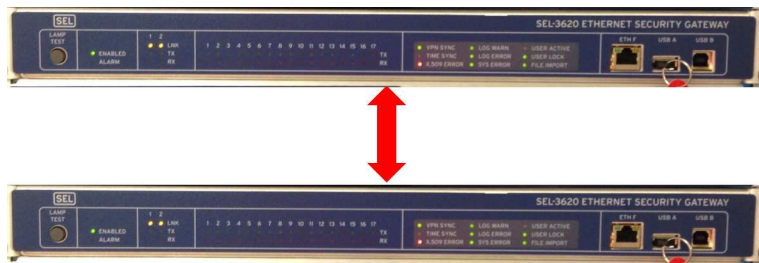 SEL
SEL-3620 ETHERNET SECURITY GATEWAY
LAMP TEST
ENABLED
ALARM
1 2
LNK
TX
RX
1 2 3 4 5 6 7 8 9 10 11 12 13 14 15 16 17
TX
RX
VPN SYNC LOG WARN USER ACTIVE
TIME SYNC LOG ERROR USER LOCK
X.509 ERROR SYS ERROR FILE IMPORT
ETH F USB A USB B
SEL
SEL-3620 ETHERNET SECURITY GATEWAY
LAMP TEST
ENABLED
ALARM
1 2
LNK
TX
RX
1 2 3 4 5 6 7 8 9 10 11 12 13 14 15 16 17
TX
RX
VPN SYNC LOG WARN USER ACTIVE
TIME SYNC LOG ERROR USER LOCK
X.509 ERROR SYS ERROR FILE IMPORT
ETH F USB A USB B